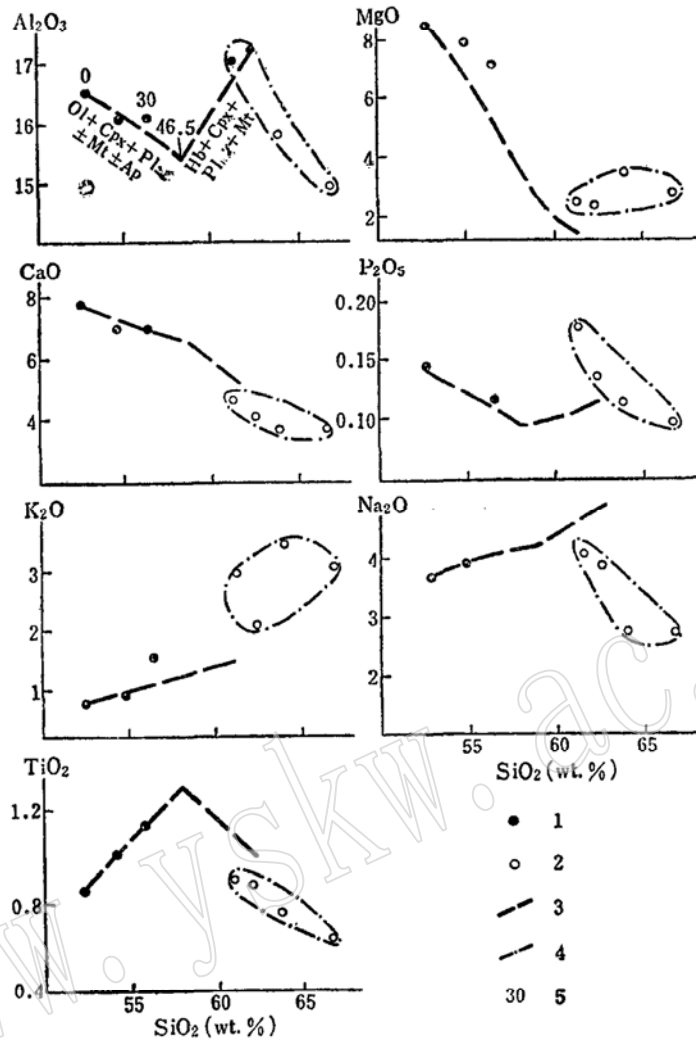 Al₂O₃
17
16
15
0
30
46.5
Ol+Cpx+Pl
±Mt±Ap
Hb+Cpx+
Pl±Mt
MgO
8
6
4
2
CaO
8
6
4
P₂O₅
0.20
0.15
0.10
K₂O
3
2
1
Na₂O
4
3
2
55 60 65
SiO₂(wt.%)
TiO₂
1.2
0.8
0.4
55 60 65
SiO₂(wt.%)
1
2
3
4
30 5
www.yskw.ac.